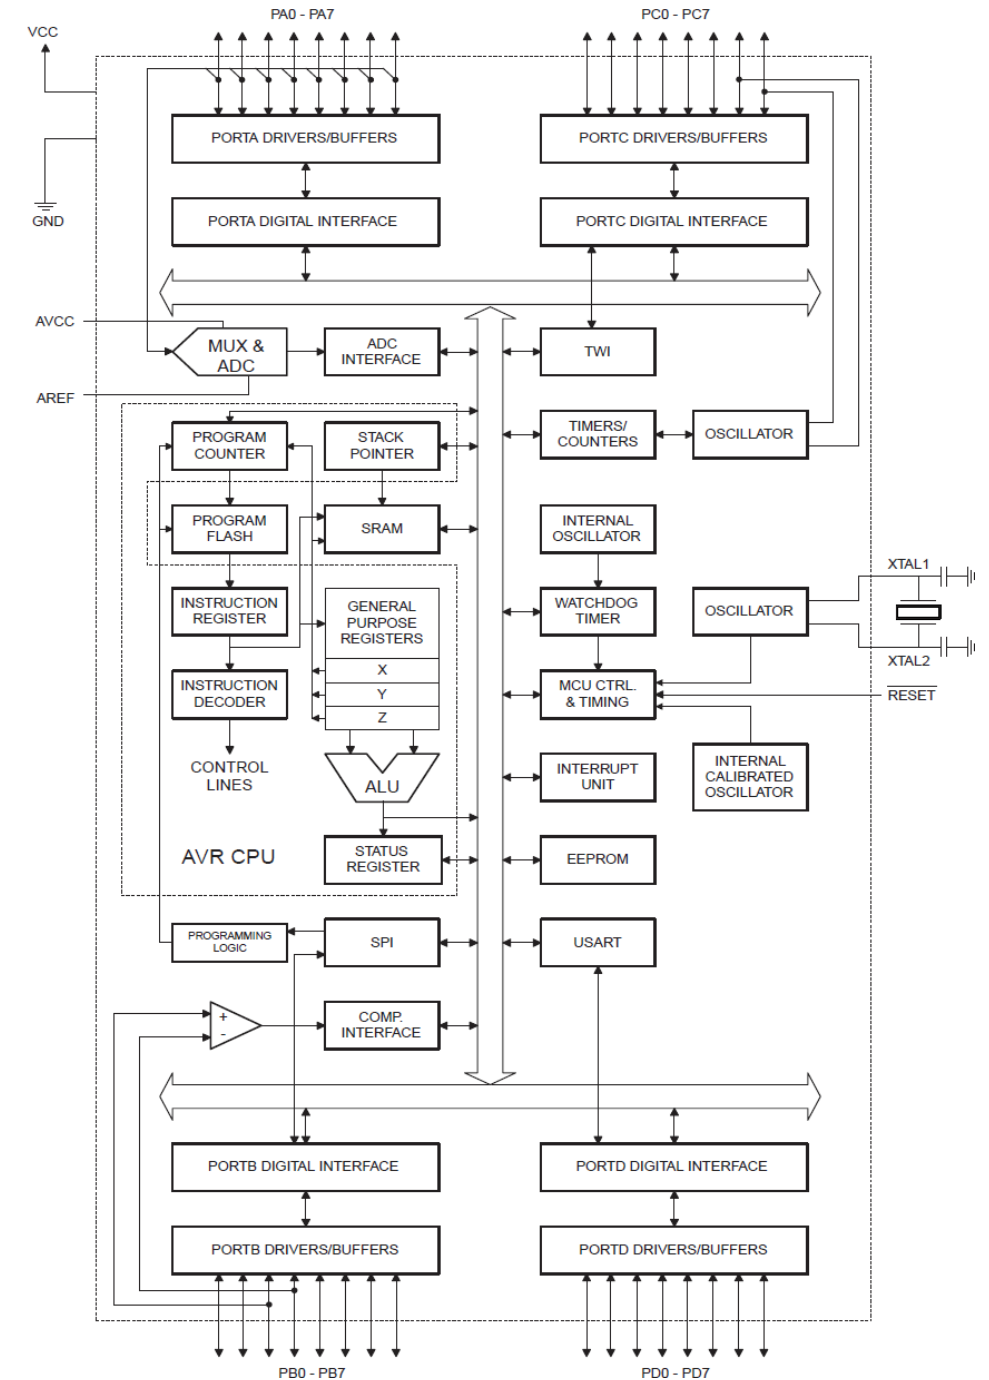 PA0 - PA7
PC0 - PC7
VCC
PORTA DRIVERS/BUFFERS
PORTC DRIVERS/BUFFERS
GND
PORTA DIGITAL INTERFACE
PORTC DIGITAL INTERFACE
AVCC
MUX &
ADC
ADC
INTERFACE
TWI
AREF
PROGRAM
COUNTER
STACK
POINTER
TIMERS/
COUNTERS
OSCILLATOR
PROGRAM
FLASH
SRAM
INTERNAL
OSCILLATOR
XTAL1
INSTRUCTION
REGISTER
GENERAL
PURPOSE
REGISTERS
WATCHDOG
TIMER
OSCILLATOR
XTAL2
X
Y
Z
INSTRUCTION
DECODER
MCU CTRL.
& TIMING
RESET
CONTROL
LINES
ALU
INTERRUPT
UNIT
INTERNAL
CALIBRATED
OSCILLATOR
AVR CPU
STATUS
REGISTER
EEPROM
PROGRAMMING
LOGIC
SPI
USART
+
-
COMP.
INTERFACE
PORTB DIGITAL INTERFACE
PORTD DIGITAL INTERFACE
PORTB DRIVERS/BUFFERS
PORTD DRIVERS/BUFFERS
PB0 - PB7
PD0 - PD7